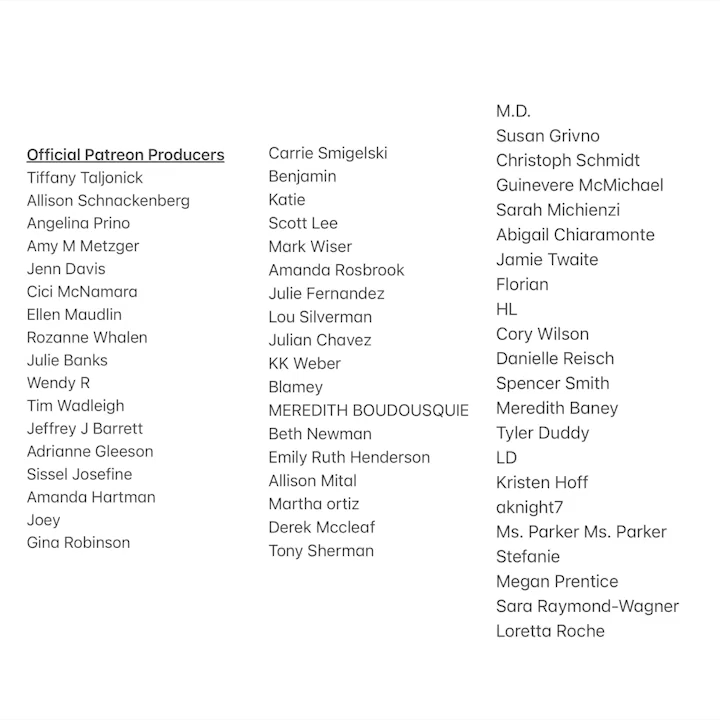 Official Patreon Producers
Tiffany Taljonick
Allison Schnackenberg
Angelina Prino
Amy M Metzger
Jenn Davis
Cici McNamara
Ellen Maudlin
Rozanne Whalen
Julie Banks
Wendy R
Tim Wadleigh
Jeffrey J Barrett
Adrianne Gleeson
Sissel Josefine
Amanda Hartman
Joey
Gina Robinson
Carrie Smigelski
Benjamin
Katie
Scott Lee
Mark Wiser
Amanda Rosbrook
Julie Fernandez
Lou Silverman
Julian Chavez
KK Weber
Blamey
MEREDITH BOUDOUSQUIE
Beth Newman
Emily Ruth Henderson
Allison Mital
Martha ortiz
Derek Mccleaf
Tony Sherman
M.D.
Susan Grivno
Christoph Schmidt
Guinevere McMichael
Sarah Michienzi
Abigail Chiaramonte
Jamie Twaite
Florian
HL
Cory Wilson
Danielle Reisch
Spencer Smith
Meredith Baney
Tyler Duddy
LD
Kristen Hoff
aknight7
Ms. Parker Ms. Parker
Stefanie
Megan Prentice
Sara Raymond-Wagner
Loretta Roche